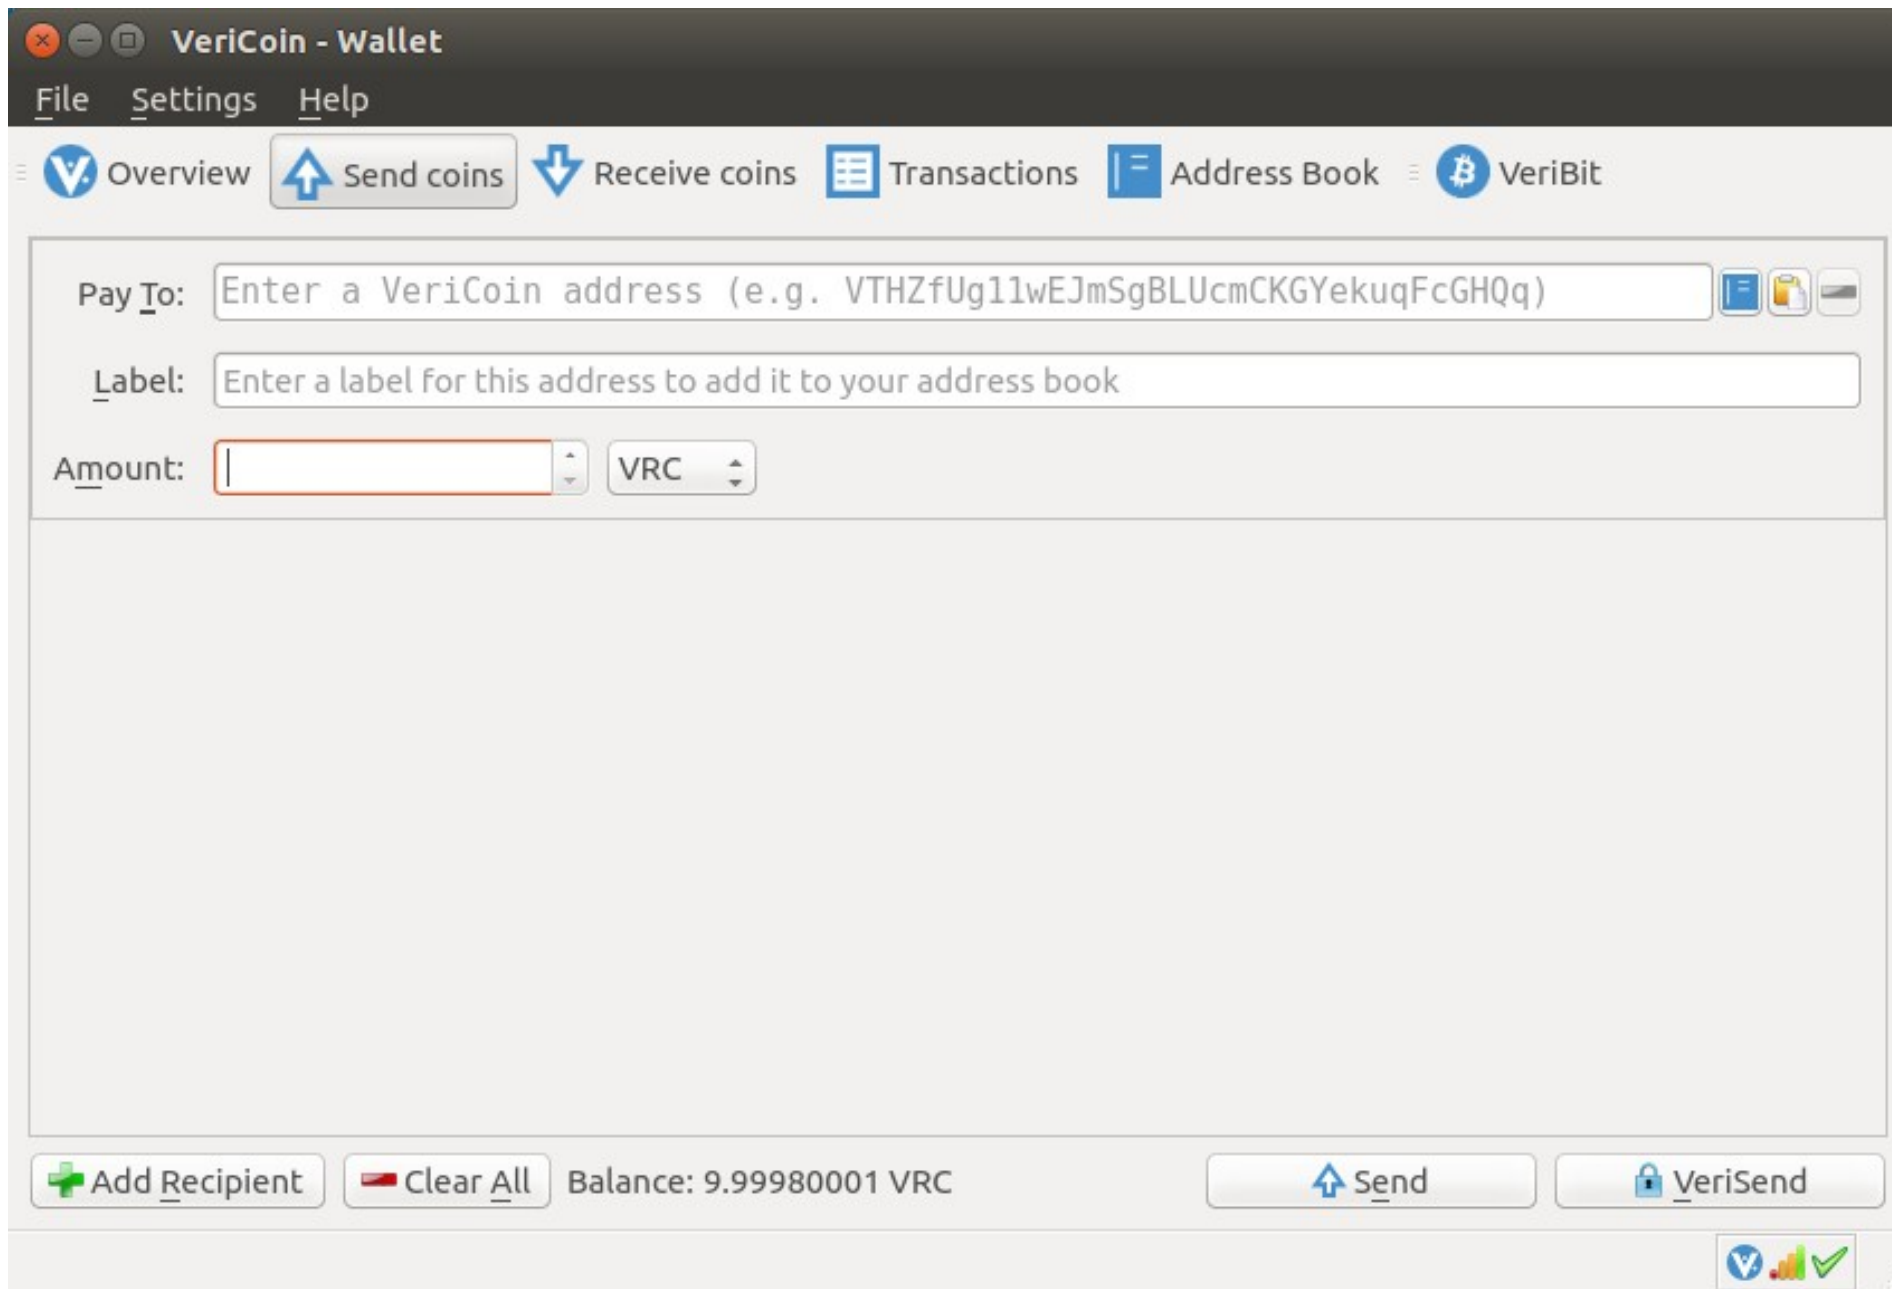 VeriCoin - Wallet
File Settings Help
Overview Send coins Receive coins Transactions Address Book VeriBit
Pay To: Enter a VeriCoin address (e.g. VTHZfUg11wEJmSgBLUcmCKGYekuqFcGHQq)
Label: Enter a label for this address to add it to your address book
Amount: VRC
Add Recipient Clear All Balance: 9.99980001 VRC Send VeriSend